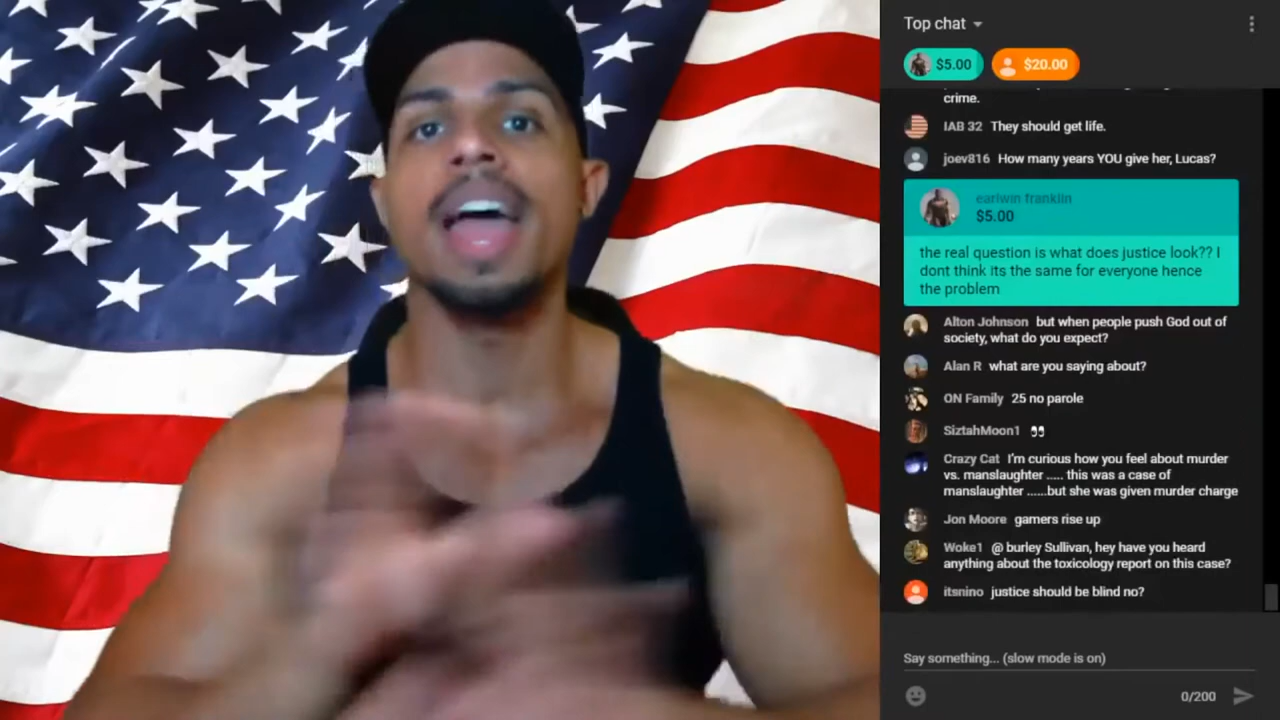 Top chat
$5.00 $20.00
crime.
IAB 32 They should get life.
joev816 How many years YOU give her, Lucas?
earlwin franklin
$5.00
the real question is what does justice look?? I
dont think its the same for everyone hence
the problem
Alton Johnson but when people push God out of
society, what do you expect?
Alan R what are you saying about?
ON Family 25 no parole
SiztahMoon1 👀
Crazy Cat I'm curious how you feel about murder
vs. manslaughter ..... this was a case of
manslaughter ......but she was given murder charge
Jon Moore gamers rise up
Woke1 @ burley Sullivan, hey have you heard
anything about the toxicology report on this case?
itsnino justice should be blind no?
Say something... (slow mode is on)
0/200